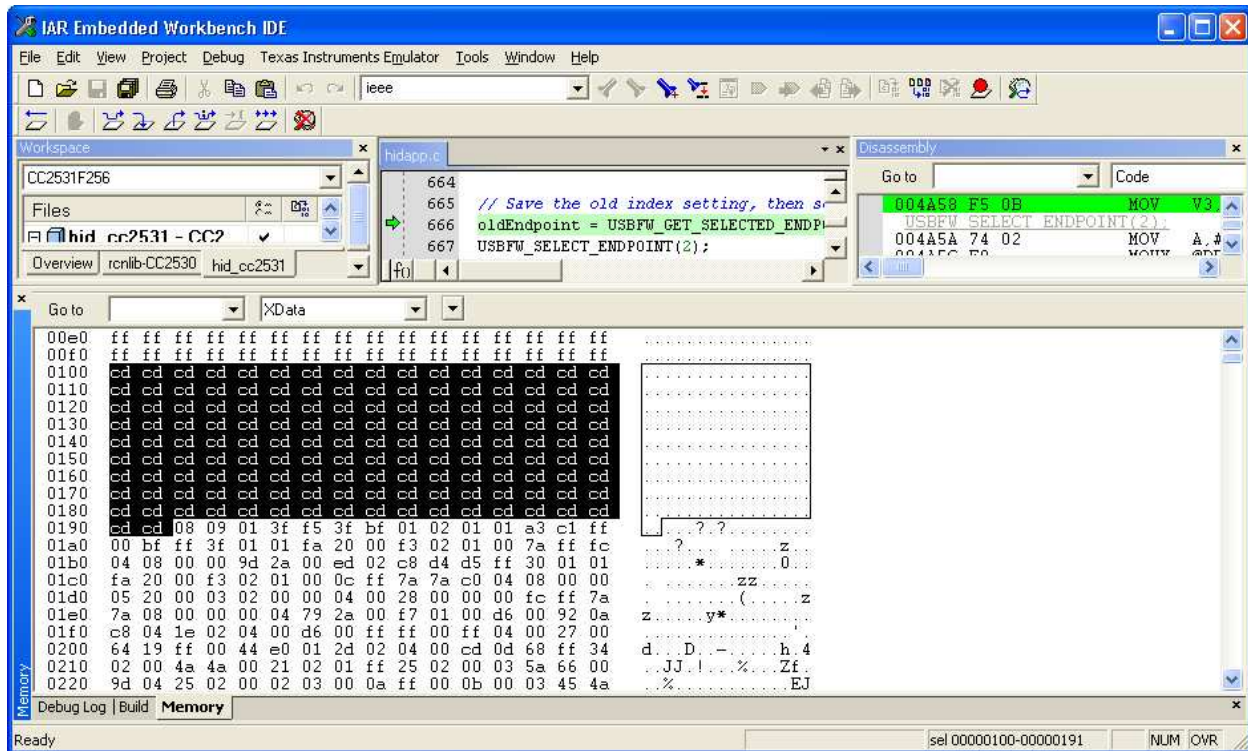 IAR Embedded Workbench IDE
File Edit View Project Debug Texas Instruments Emulator Tools Window Help
ieee
Workspace
CC2531F256
Files
hid_cc2531 - CC2
Overview rcnlib-CC2530 hid_cc2531
hidapp.c
664
665 // Save the old index setting, then s
666 oldEndpoint = USBFW_GET_SELECTED_ENDP
667 USBFW_SELECT_ENDPOINT(2);
f()
Disassembly
Go to Code
004A58 F5 0B MOV V3,
USBFW_SELECT_ENDPOINT(2);
004A5A 74 02 MOV A,#
Go to XData
00e0 ff ff ff ff ff ff ff ff ff ff ff ff ff ff ff ff ................
00f0 ff ff ff ff ff ff ff ff ff ff ff ff ff ff ff ff ................
0100 cd cd cd cd cd cd cd cd cd cd cd cd cd cd cd cd ................
0110 cd cd cd cd cd cd cd cd cd cd cd cd cd cd cd cd ................
0120 cd cd cd cd cd cd cd cd cd cd cd cd cd cd cd cd ................
0130 cd cd cd cd cd cd cd cd cd cd cd cd cd cd cd cd ................
0140 cd cd cd cd cd cd cd cd cd cd cd cd cd cd cd cd ................
0150 cd cd cd cd cd cd cd cd cd cd cd cd cd cd cd cd ................
0160 cd cd cd cd cd cd cd cd cd cd cd cd cd cd cd cd ................
0170 cd cd cd cd cd cd cd cd cd cd cd cd cd cd cd cd ................
0180 cd cd cd cd cd cd cd cd cd cd cd cd cd cd cd cd ................
0190 cd cd 08 09 01 3f f5 3f bf 01 02 01 01 a3 c1 ff .....?.?........
01a0 00 bf ff 3f 01 01 fa 20 00 f3 02 01 00 7a ff fc ...?... .....z..
01b0 04 08 00 00 9d 2a 00 ed 02 c8 d4 d5 ff 30 01 01 .....*.......0..
01c0 fa 20 00 f3 02 01 00 0c ff 7a 7a c0 04 08 00 00 . .......zz.....
01d0 05 20 00 03 02 00 00 04 00 28 00 00 00 fc ff 7a . .......(.....z
01e0 7a 08 00 00 00 04 79 2a 00 f7 01 00 d6 00 92 0a z.....y*........
01f0 c8 04 1e 02 04 00 d6 00 ff ff 00 ff 04 00 27 00 ..............'.
0200 64 19 ff 00 44 e0 01 2d 02 04 00 cd 0d 68 ff 34 d...D..-.....h.4
0210 02 00 4a 4a 00 21 02 01 ff 25 02 00 03 5a 66 00 ..JJ.!...%...Zf.
0220 9d 04 25 02 00 02 03 00 0a ff 00 0b 00 03 45 4a ..%...........EJ
Memory
Debug Log Build Memory
Ready sel 00000100-00000191 NUM OVR